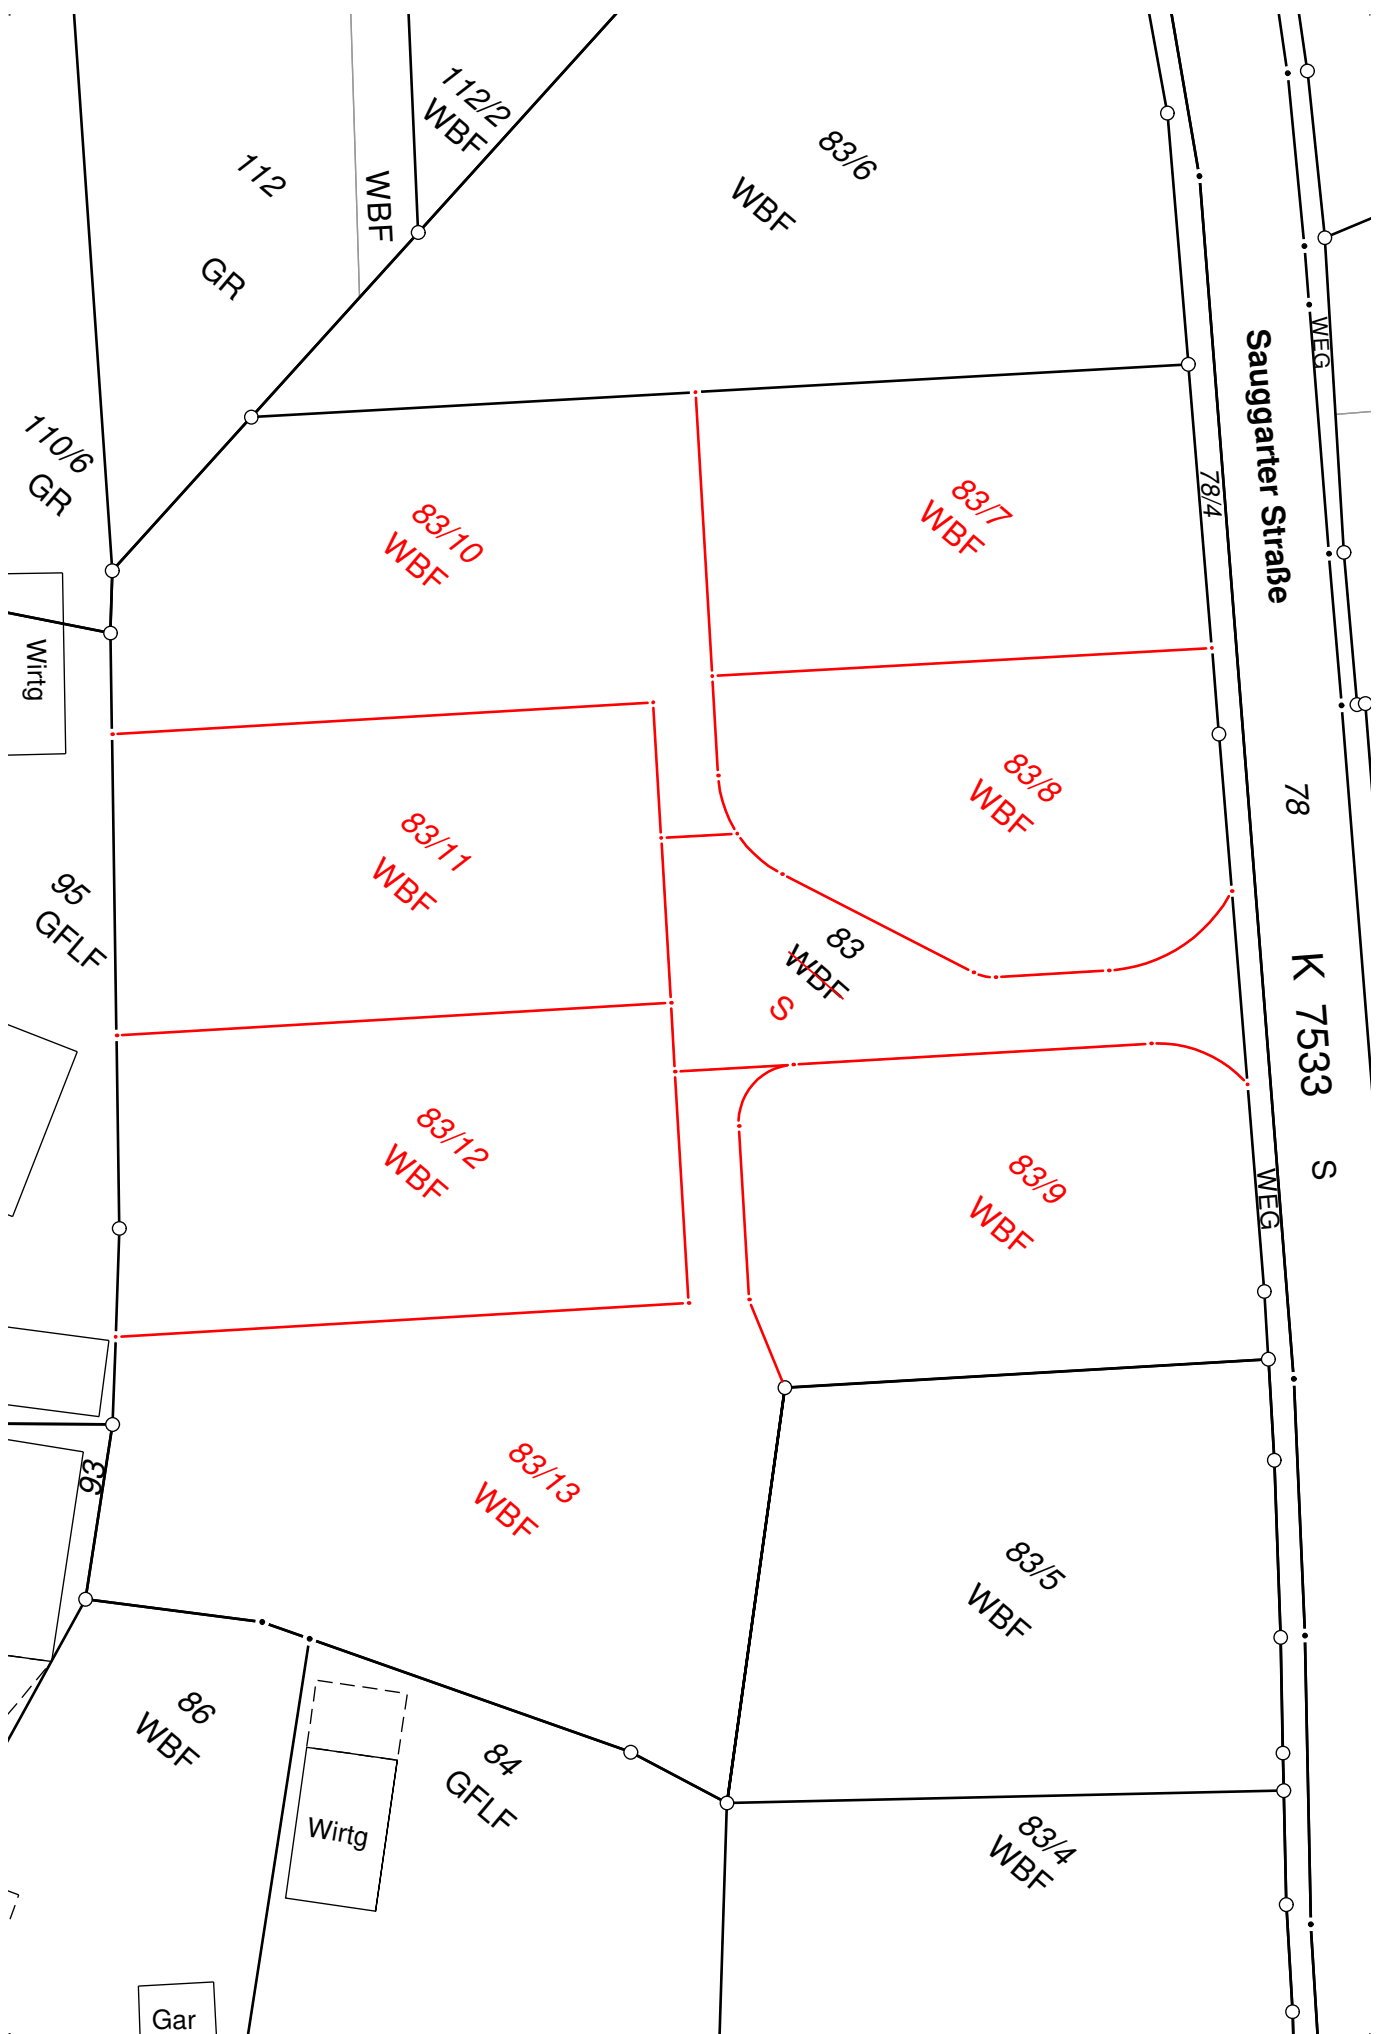 112/2
WBF
83/6
WBF
112
WBF
GR
WEG
Sauggarter Straße
110/6
GR
83/10
WBF
83/7
WBF
78/4
Wirtg
83/8
WBF
78
83/11
WBF
95
GFLF
83
WBF
S
K 7533
83/12
WBF
83/9
WBF
S
WEG
93
83/13
WBF
83/5
WBF
86
WBF
84
GFLF
Wirtg
83/4
WBF
Gar